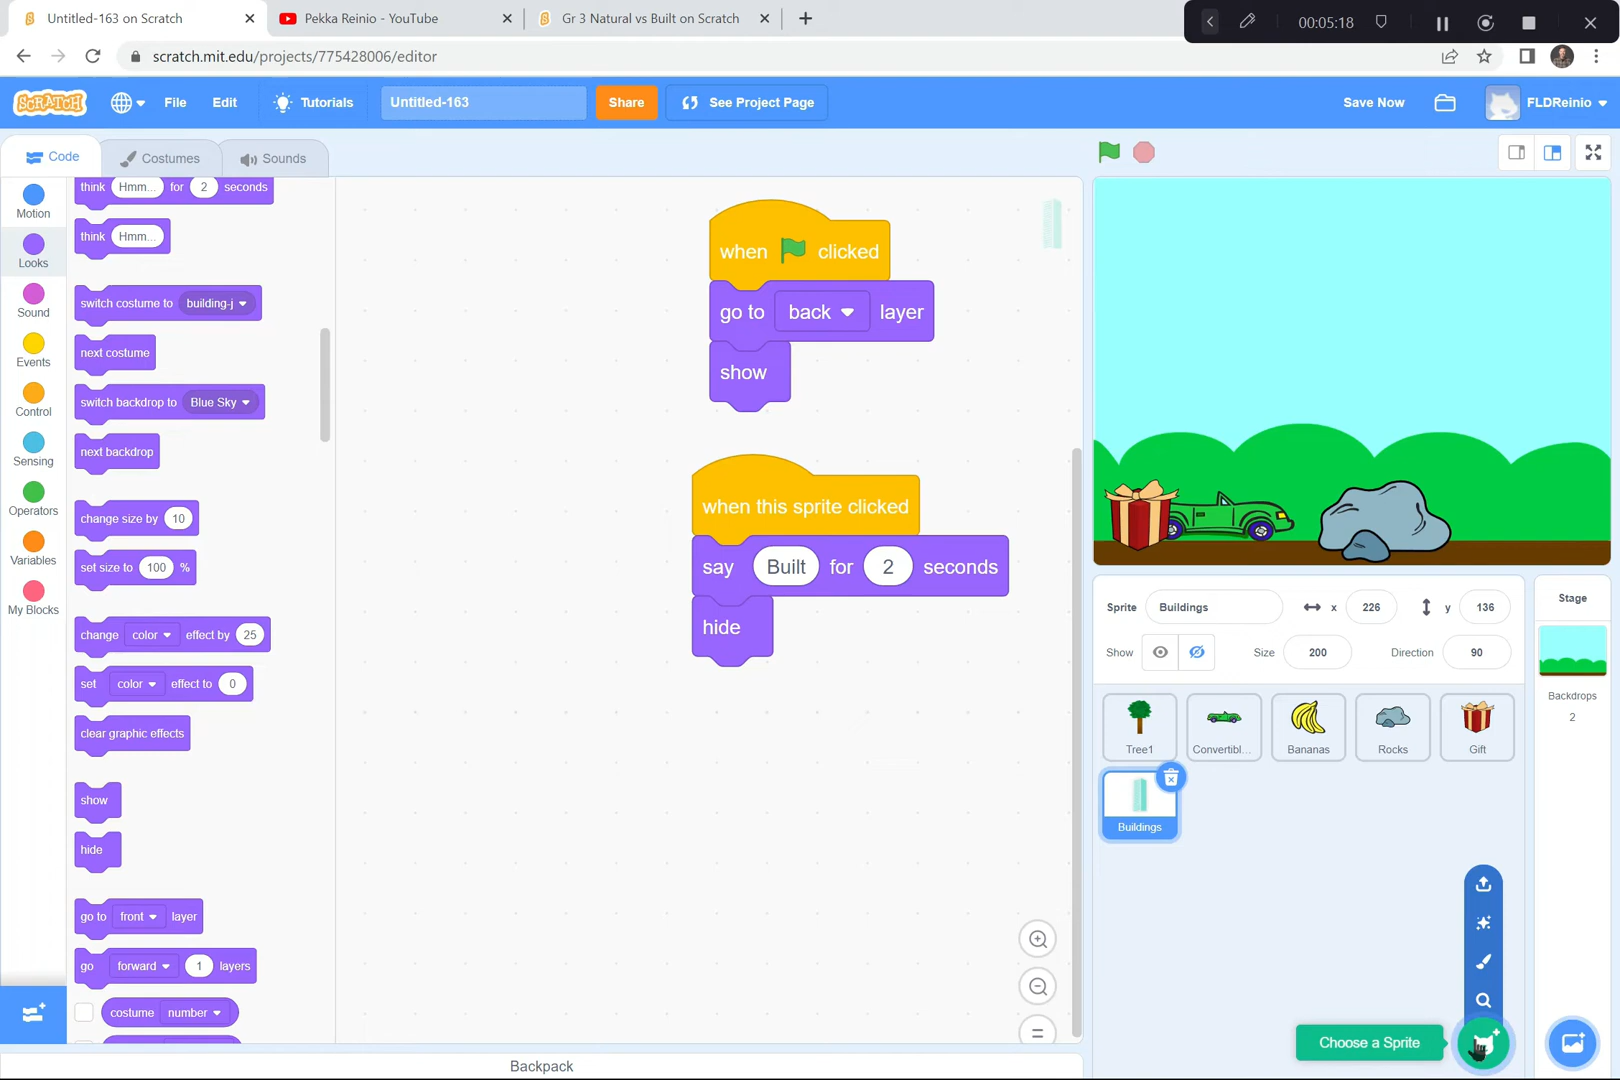 Untitled-163 on Scratch
Pekka Reinio - YouTube
Gr 3 Natural vs Built on Scratch
00:05:18
scratch.mit.edu/projects/775428006/editor
SCRATCH
File
Edit
Tutorials
Untitled-163
Share
See Project Page
Save Now
FLDReinio
Code
Costumes
Sounds
Motion
Looks
Sound
Events
Control
Sensing
Operators
Variables
My Blocks
think Hmm... for 2 seconds
think Hmm...
switch costume to building-j
next costume
switch backdrop to Blue Sky
next backdrop
change size by 10
set size to 100 %
change color effect by 25
set color effect to 0
clear graphic effects
show
hide
go to front layer
go forward 1 layers
costume number
when clicked
go to back layer
show
when this sprite clicked
say Built for 2 seconds
hide
Backpack
Sprite Buildings x 226 y 136
Show Size 200 Direction 90
Tree1
Convertibl...
Bananas
Rocks
Gift
Buildings
Stage
Backdrops
2
Choose a Sprite